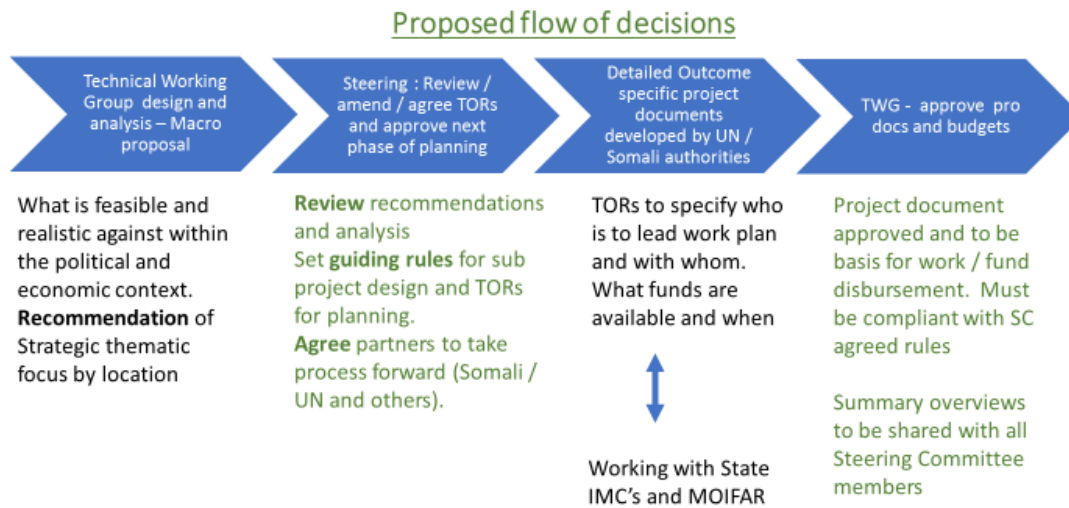 Proposed flow of decisions
Technical Working
Group design and
analysis – Macro
proposal
Steering : Review /
amend / agree TORs
and approve next
phase of planning
Detailed Outcome
specific project
documents
developed by UN /
Somali authorities
TWG - approve pro
docs and budgets
What is feasible and
realistic against within
the political and
economic context.
Recommendation of
Strategic thematic
focus by location
Review recommendations
and analysis
Set guiding rules for sub
project design and TORs
for planning.
Agree partners to take
process forward (Somali /
UN and others).
TORs to specify who
is to lead work plan
and with whom.
What funds are
available and when
Working with State
IMC's and MOIFAR
Project document
approved and to be
basis for work / fund
disbursement. Must
be compliant with SC
agreed rules
Summary overviews
to be shared with all
Steering Committee
members